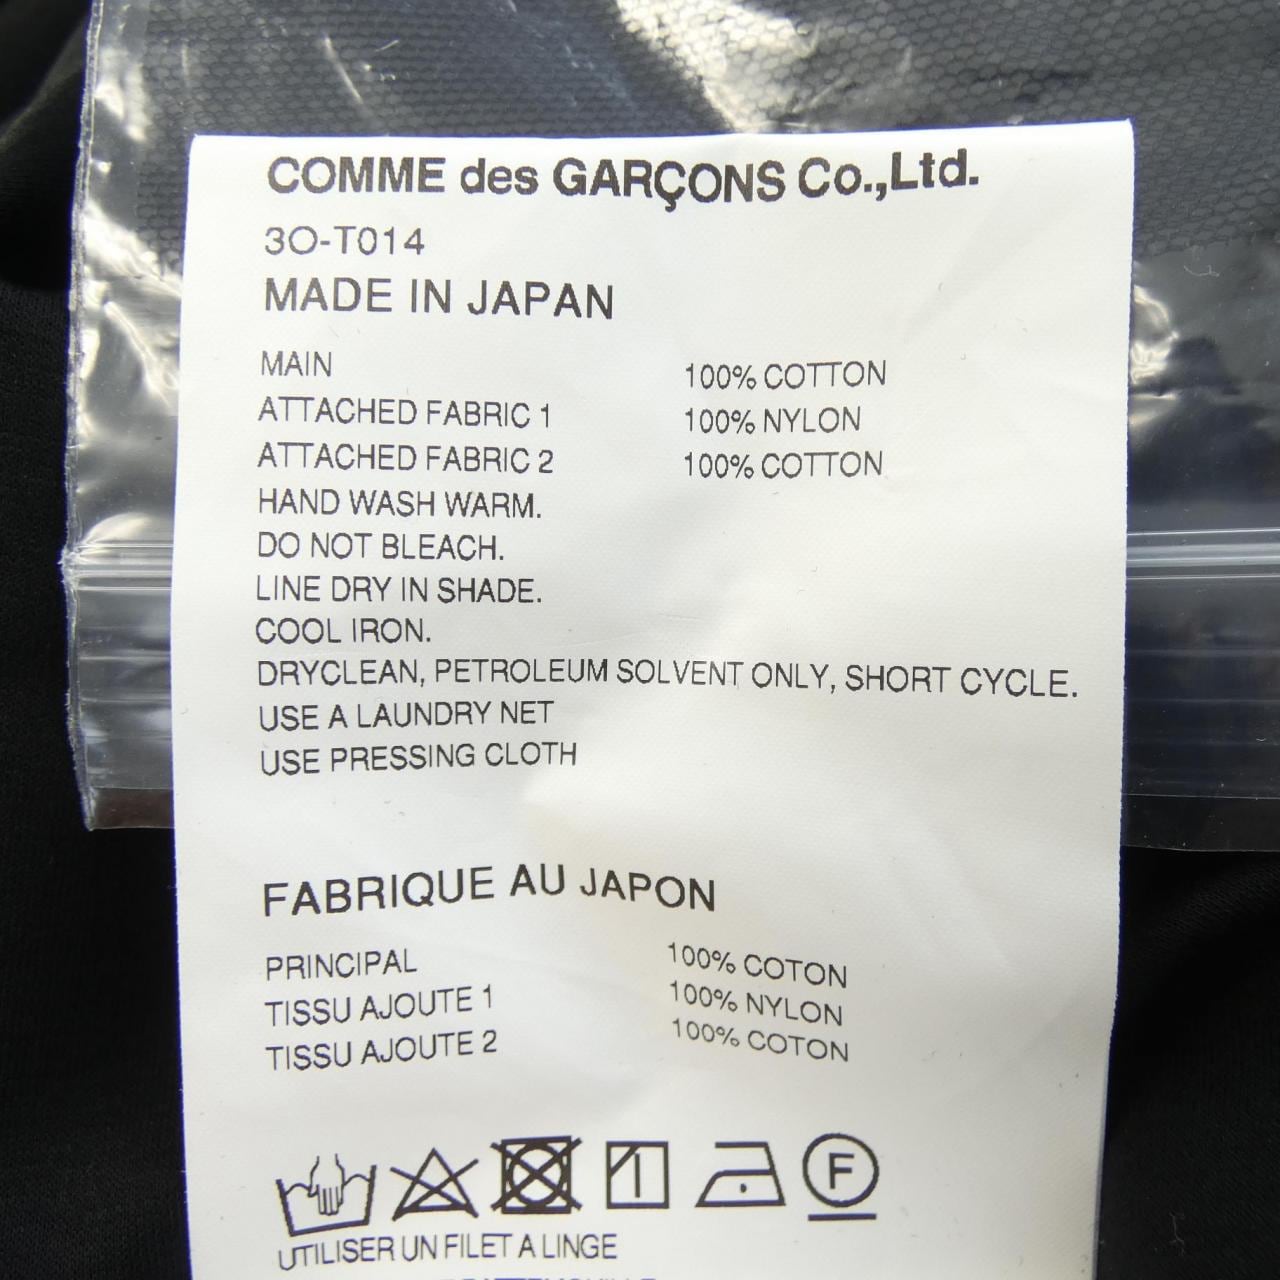 COMME des GARÇONS Co.,Ltd.
3O-T014
MADE IN JAPAN
MAIN 100% COTTON
ATTACHED FABRIC 1 100% NYLON
ATTACHED FABRIC 2 100% COTTON
HAND WASH WARM.
DO NOT BLEACH.
LINE DRY IN SHADE.
COOL IRON.
DRYCLEAN, PETROLEUM SOLVENT ONLY, SHORT CYCLE.
USE A LAUNDRY NET
USE PRESSING CLOTH
FABRIQUE AU JAPON
PRINCIPAL 100% COTON
TISSU AJOUTE 1 100% NYLON
TISSU AJOUTE 2 100% COTON
F
UTILISER UN FILET A LINGE